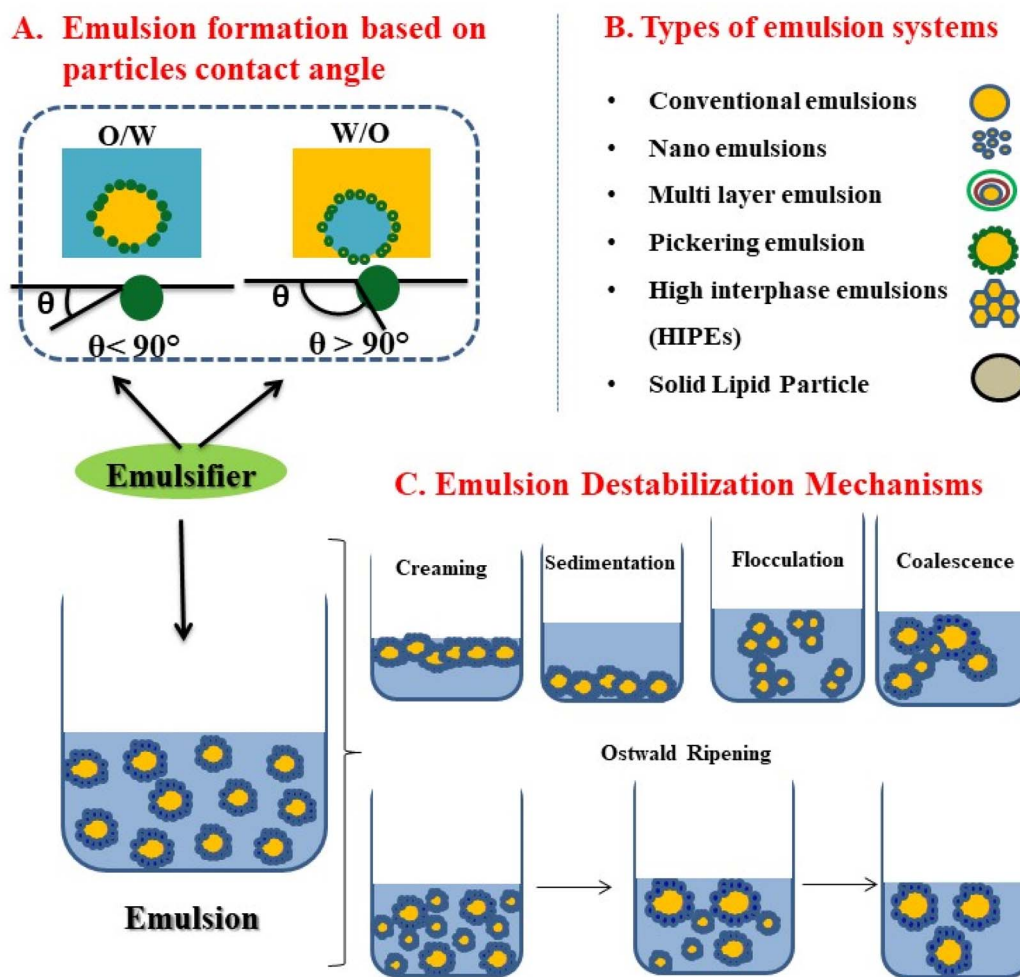 A. Emulsion formation based on
particles contact angle
O/W
W/O
θ
θ
θ< 90°
θ > 90°
Emulsifier
Emulsion
B. Types of emulsion systems
• Conventional emulsions
• Nano emulsions
• Multi layer emulsion
• Pickering emulsion
• High interphase emulsions
(HIPEs)
• Solid Lipid Particle
C. Emulsion Destabilization Mechanisms
Creaming
Sedimentation
Flocculation
Coalescence
Ostwald Ripening